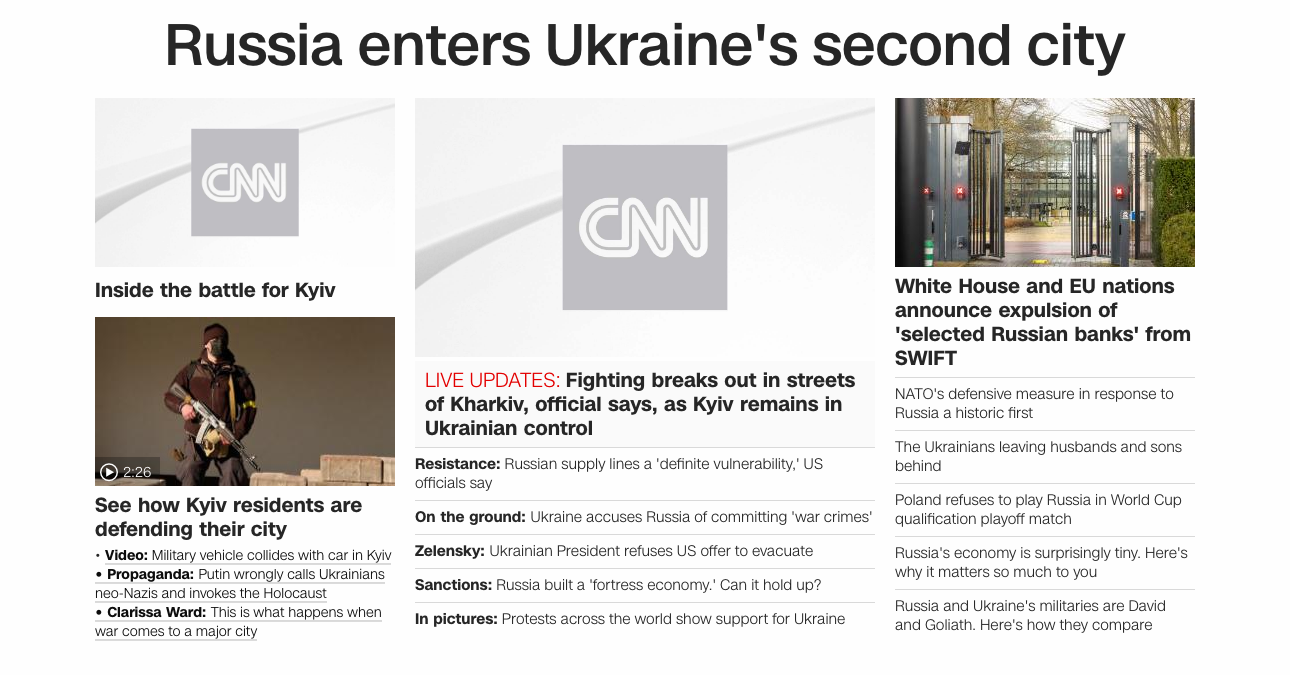 Russia enters Ukraine's second city
CNN
Inside the battle for Kyiv
2:26
See how Kyiv residents are
defending their city
• Video: Military vehicle collides with car in Kyiv
• Propaganda: Putin wrongly calls Ukrainians
neo-Nazis and invokes the Holocaust
• Clarissa Ward: This is what happens when
war comes to a major city
CNN
LIVE UPDATES: Fighting breaks out in streets
of Kharkiv, official says, as Kyiv remains in
Ukrainian control
Resistance: Russian supply lines a 'definite vulnerability,' US
officials say
On the ground: Ukraine accuses Russia of committing 'war crimes'
Zelensky: Ukrainian President refuses US offer to evacuate
Sanctions: Russia built a 'fortress economy.' Can it hold up?
In pictures: Protests across the world show support for Ukraine
White House and EU nations
announce expulsion of
'selected Russian banks' from
SWIFT
NATO's defensive measure in response to
Russia a historic first
The Ukrainians leaving husbands and sons
behind
Poland refuses to play Russia in World Cup
qualification playoff match
Russia's economy is surprisingly tiny. Here's
why it matters so much to you
Russia and Ukraine's militaries are David
and Goliath. Here's how they compare